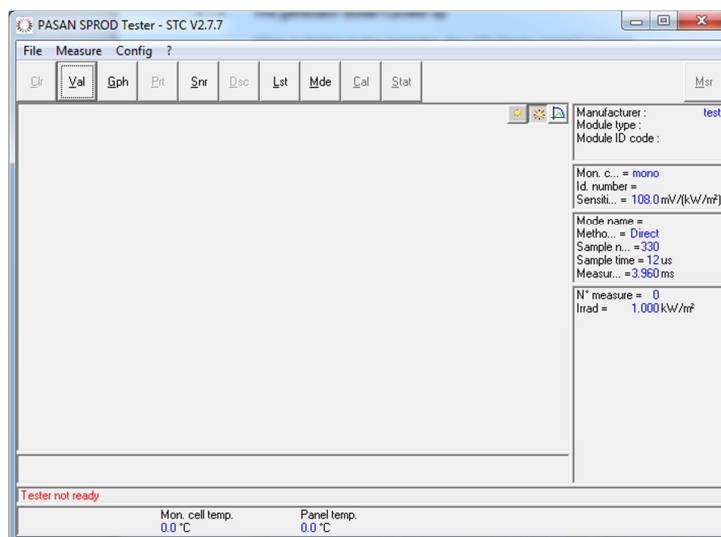 PASAN SPROD Tester - STC V2.7.7
File Measure Config ?
Clr Val Gph Prt Snr Dsc Lst Mde Cal Stat Msr
Manufacturer : test
Module type :
Module ID code :
Mon. c... = mono
Id. number =
Sensiti... = 108.0 mV/(kW/m²)
Mode name =
Metho... = Direct
Sample n... =330
Sample time = 12 us
Measur... =3.960 ms
N° measure = 0
Irrad = 1.000 kW/m²
Tester not ready
Mon. cell temp. Panel temp.
0.0 °C 0.0 °C